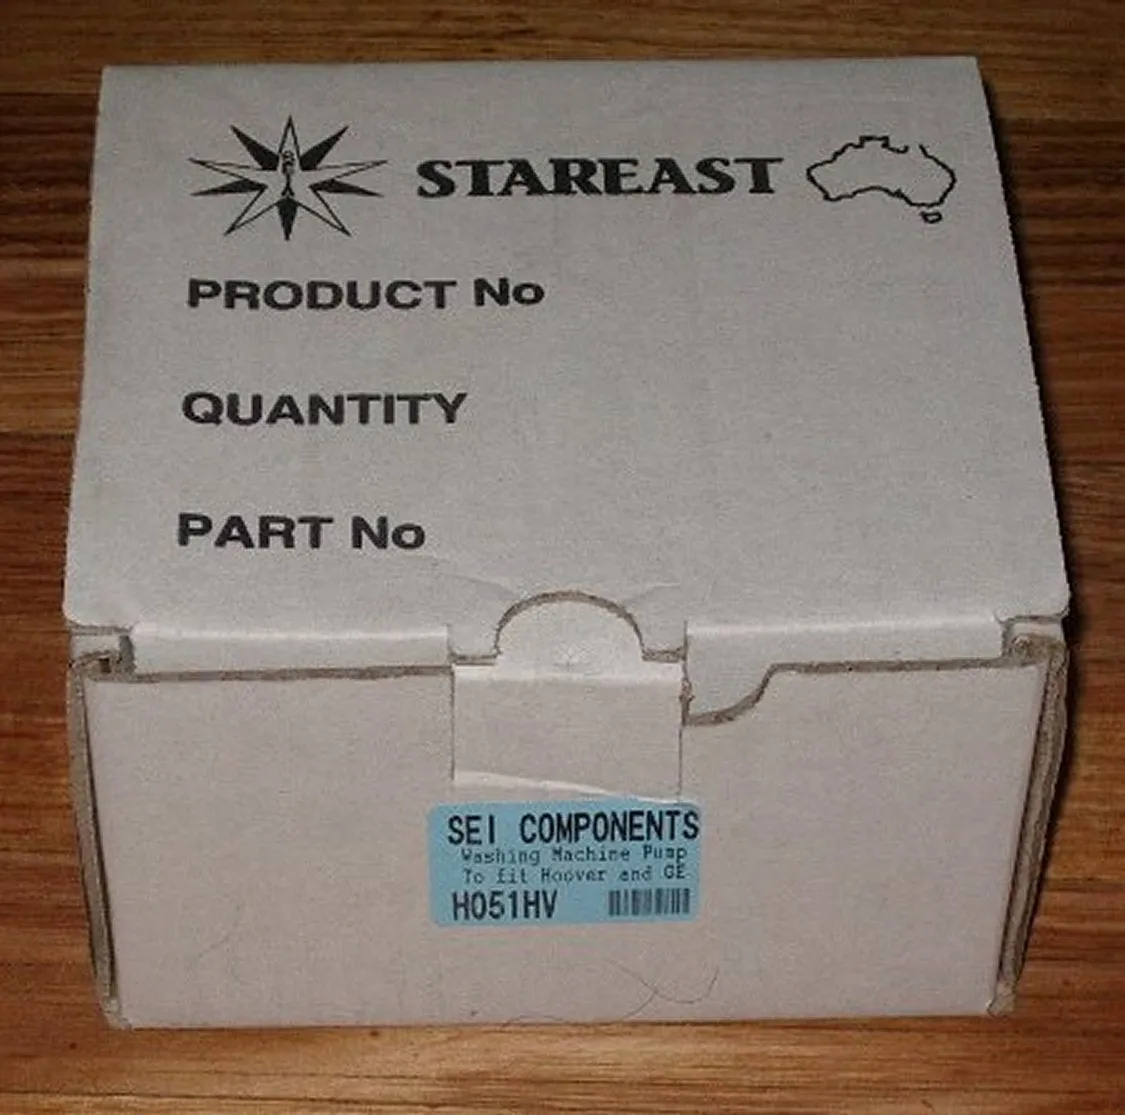 STAREAST
PRODUCT No
QUANTITY
PART No
SEI COMPONENTS
Washing Machine Pump
To fit Hoover and GE
H051HV